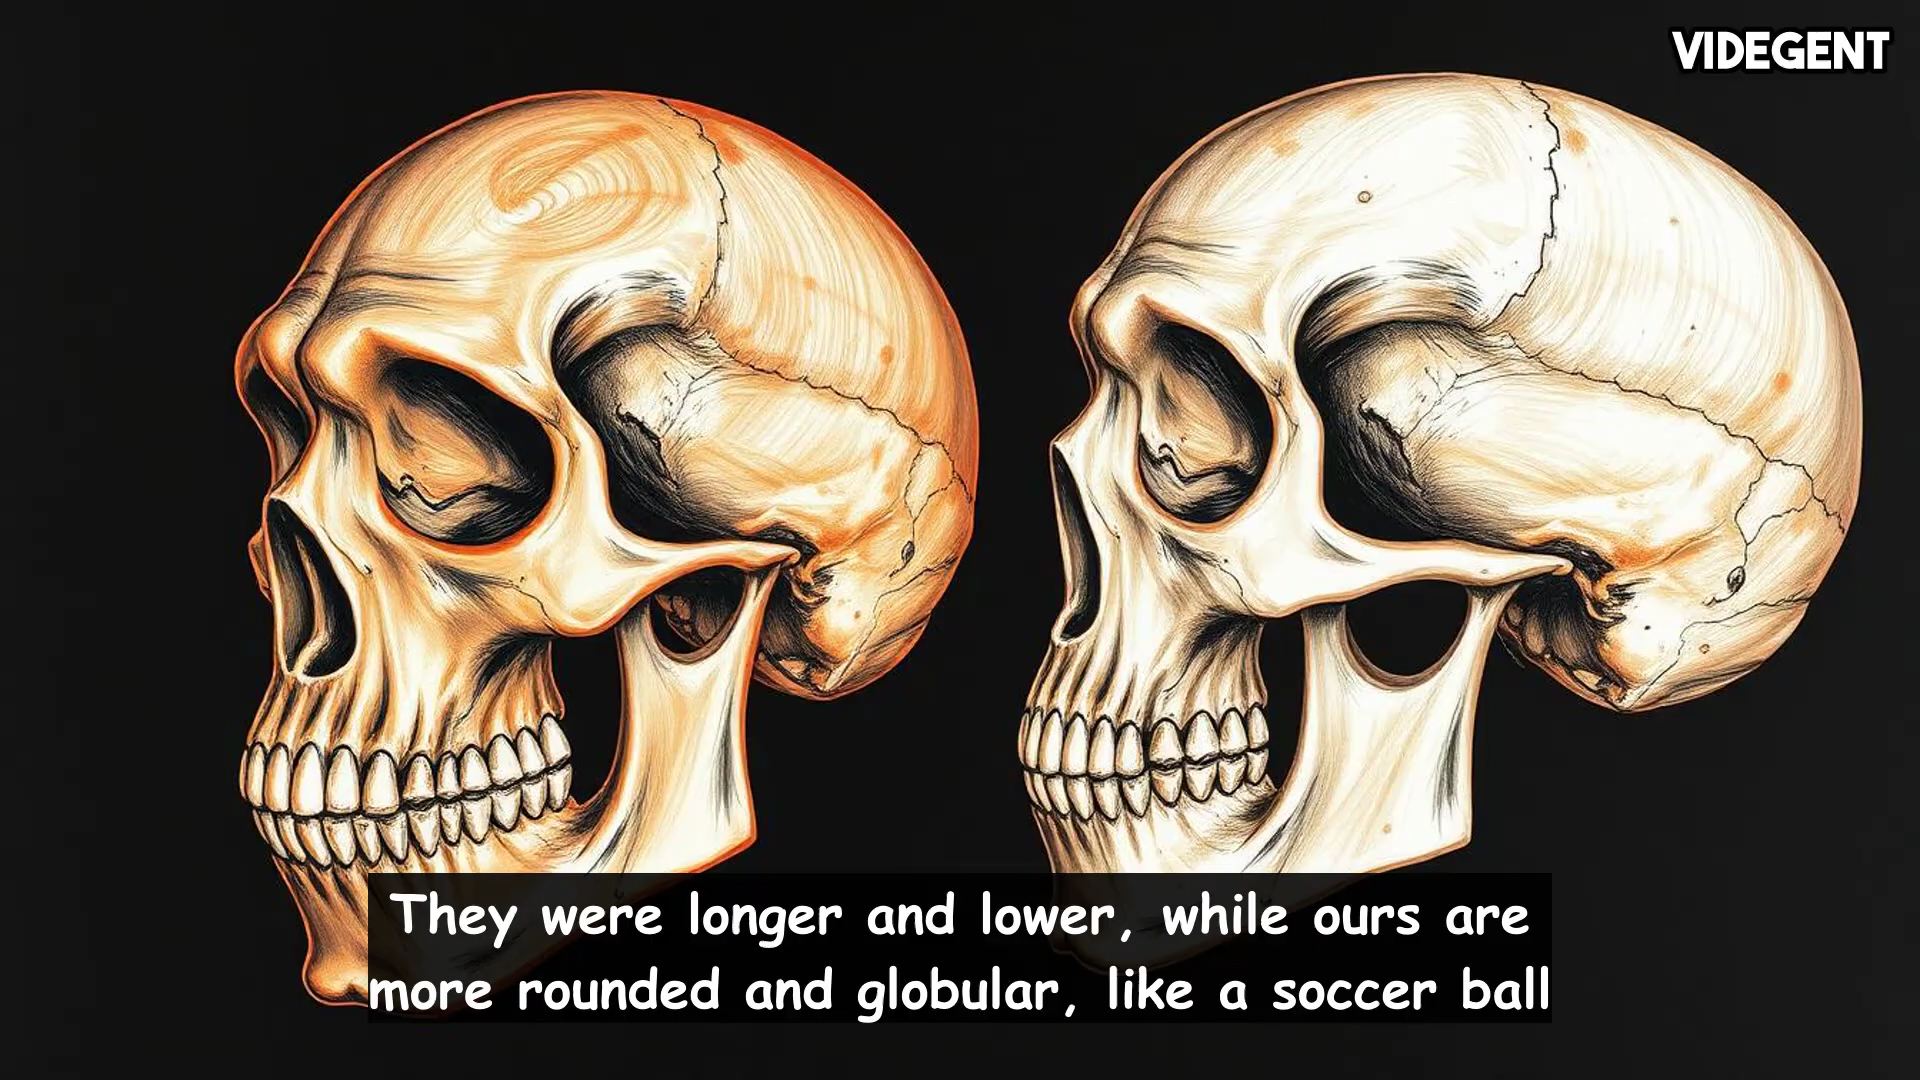 VIDEGENT
They were longer and lower, while ours are
more rounded and globular, like a soccer ball